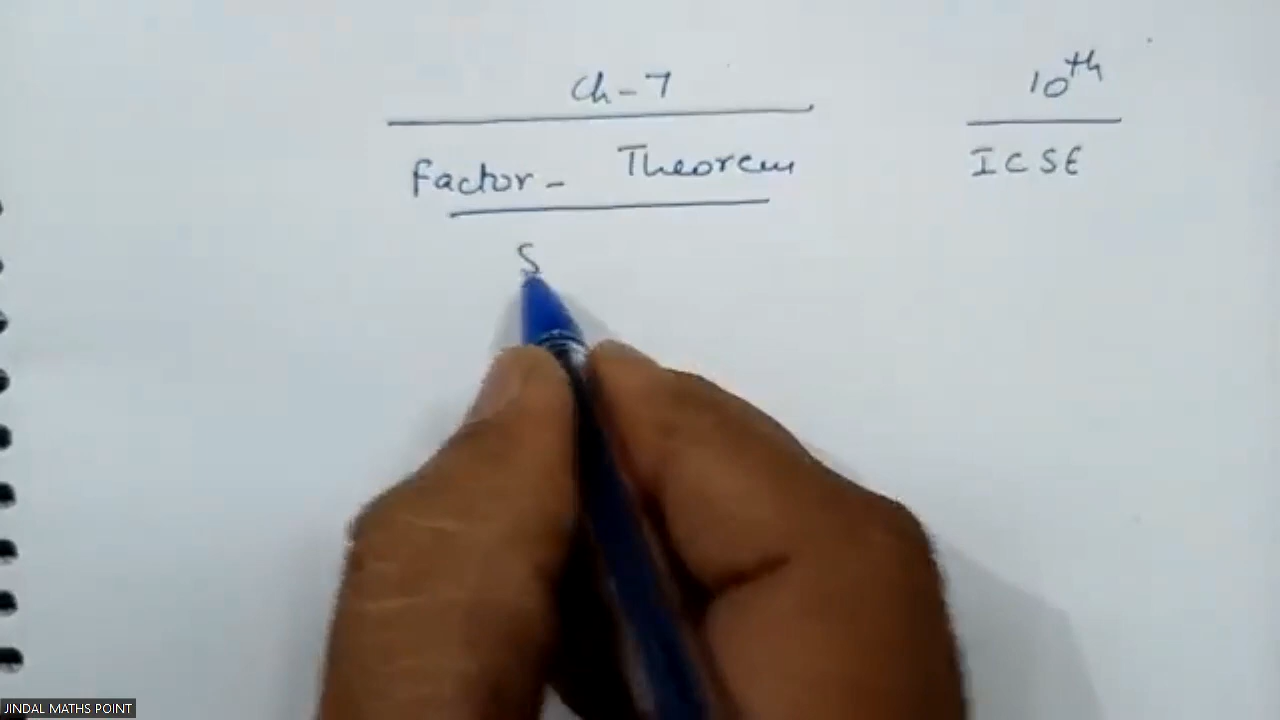 Ch-7
10th
Factor- Theorem
ICSE
S
JINDAL MATHS POINT